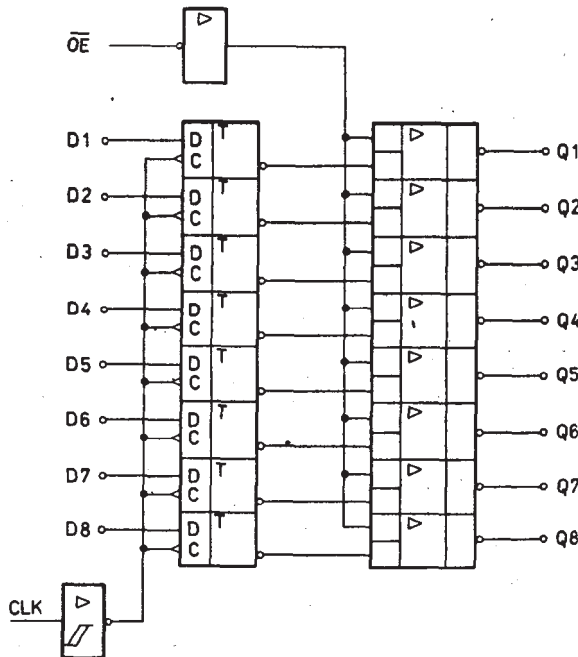 OE
D1 D T Q1
C
D2 D T Q2
C
D3 D T Q3
C
D4 D T Q4
C
D5 D T Q5
C
D6 D T Q6
C
D7 D T Q7
C
D8 D T Q8
C
CLK